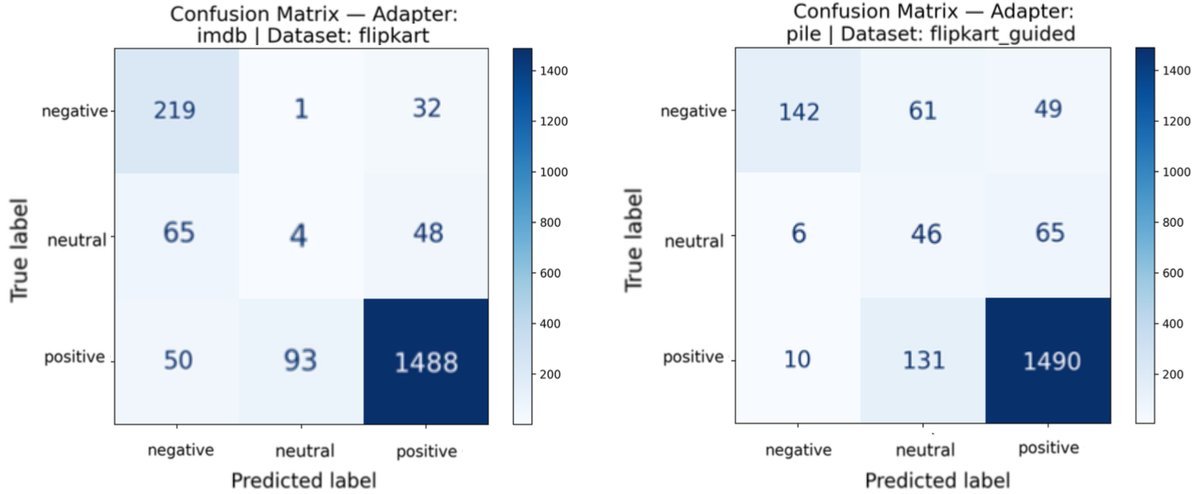 Confusion Matrix — Adapter:
imdb | Dataset: flipkart
True label
negative
219 1 32
neutral
65 4 48
positive
50 93 1488
negative neutral positive
Predicted label
1400
1200
1000
800
600
400
200
Confusion Matrix — Adapter:
pile | Dataset: flipkart_guided
True label
negative
142 61 49
neutral
6 46 65
positive
10 131 1490
negative neutral positive
Predicted label
1400
1200
1000
800
600
400
200